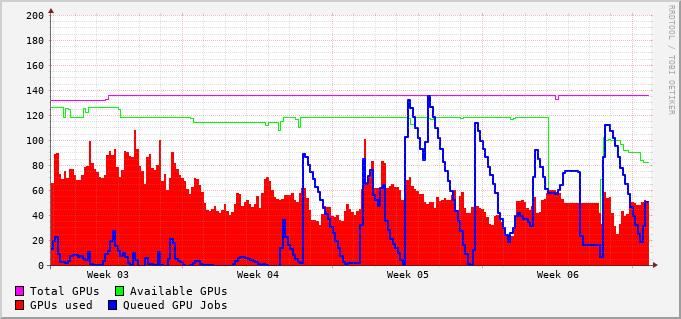 200
180
160
140
120
100
80
60
40
20
0
Week 03 Week 04 Week 05 Week 06
Total GPUs Available GPUs
GPUs used Queued GPU Jobs
RRDTOOL / TOBI OETIKER